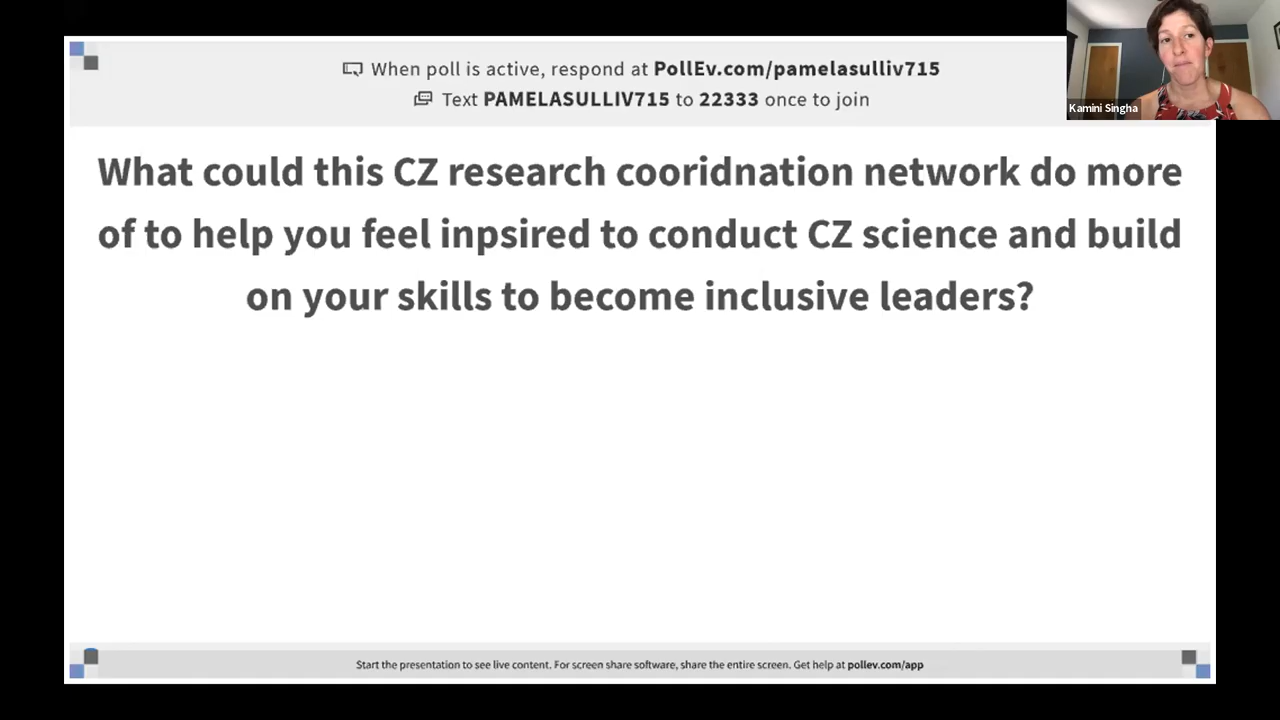 When poll is active, respond at PollEv.com/pamelasulliv715
Text PAMELASULLIV715 to 22333 once to join
Kamini Singha
What could this CZ research cooridnation network do more
of to help you feel inpsired to conduct CZ science and build
on your skills to become inclusive leaders?
Start the presentation to see live content. For screen share software, share the entire screen. Get help at pollev.com/app